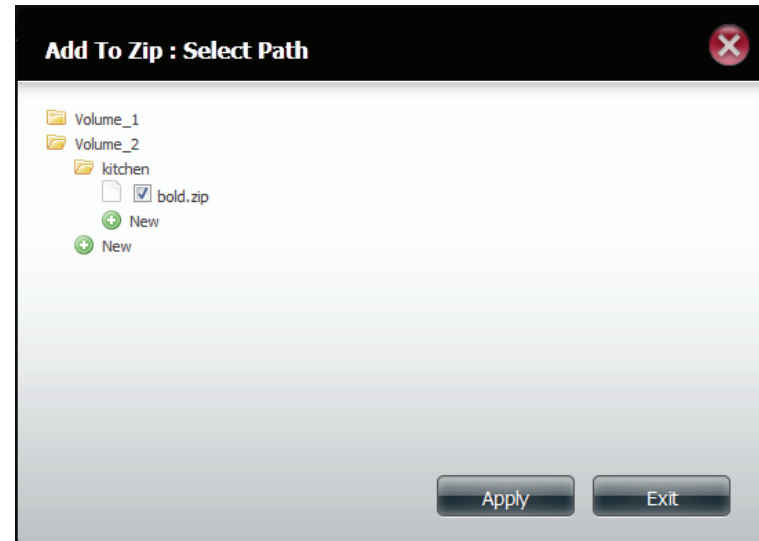 Add To Zip : Select Path
Volume_1
Volume_2
kitchen
bold.zip
New
New
Apply Exit